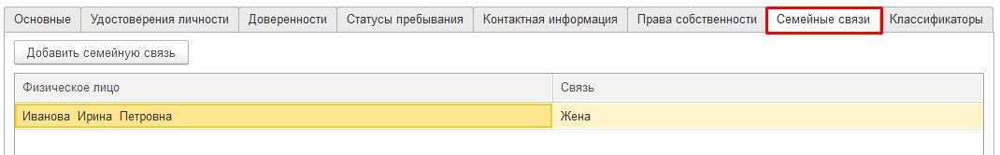 Основные Удостоверения личности Доверенности Статусы пребывания Контактная информация Права собственности Семейные связи Классификаторы
Добавить семейную связь
Физическое лицо Связь
Иванова Ирина Петровна Жена